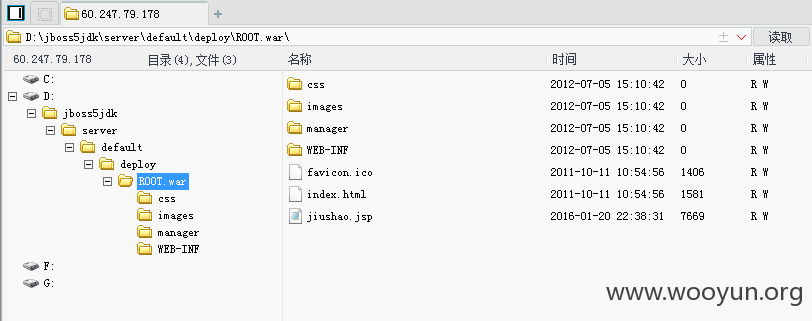 60.247.79.178
D:\jboss5jdk\server\default\deploy\ROOT.war\ 读取
60.247.79.178 目录(4),文件(3) 名称 时间 大小 属性
C:
D:
jboss5jdk
server
default
deploy
ROOT.war
css
images
manager
WEB-INF
F:
G:
css 2012-07-05 15:10:42 0 R W
images 2012-07-05 15:10:42 0 R W
manager 2012-07-05 15:10:42 0 R W
WEB-INF 2012-07-05 15:10:42 0 R W
favicon.ico 2011-10-11 10:54:56 1406 R W
index.html 2011-10-11 10:54:56 1581 R W
jiushao.jsp 2016-01-20 22:38:31 7669 R W
www.wooyun.org